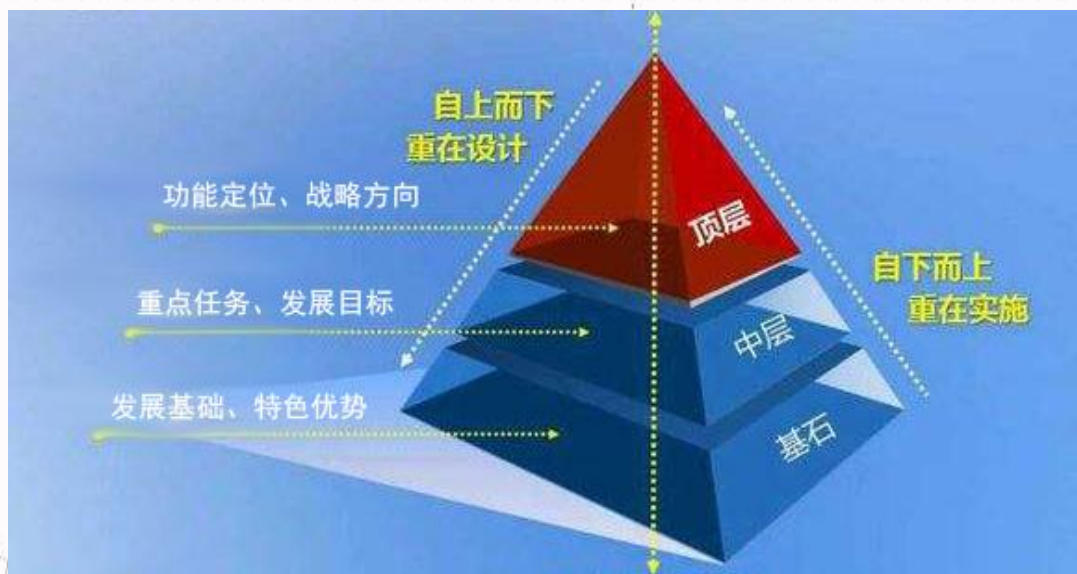 自上而下
重在设计
功能定位、战略方向
顶层
自下而上
重在实施
重点任务、发展目标
中层
发展基础、特色优势
基石